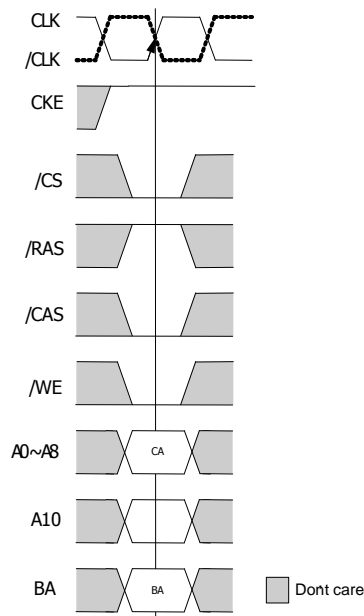 CLK
/CLK
CKE
/CS
/RAS
/CAS
/WE
A0~A8
CA
A10
BA
BA
Dont care